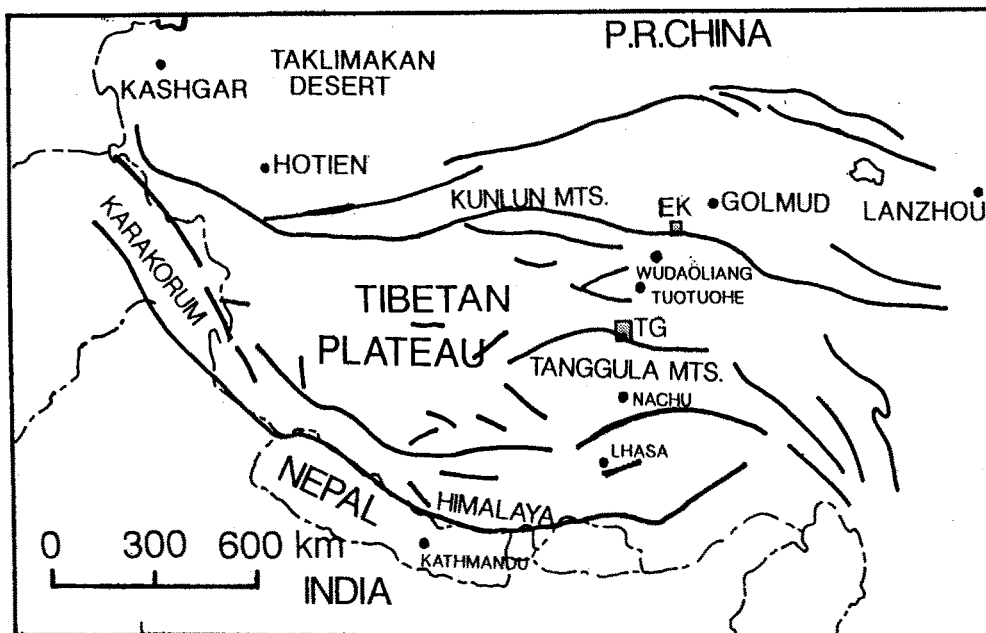 P.R.CHINA
TAKLIMAKAN
DESERT
KASHGAR
HOTIEN
KUNLUN MTS.
EK
GOLMUD
LANZHOU
KARAKORUM
WUDAOLIANG
TUOTUOHE
TIBETAN
PLATEAU
TG
TANGGULA MTS.
NACHU
LHASA
NEPAL
HIMALAYA
KATHMANDU
0 300 600 km
INDIA